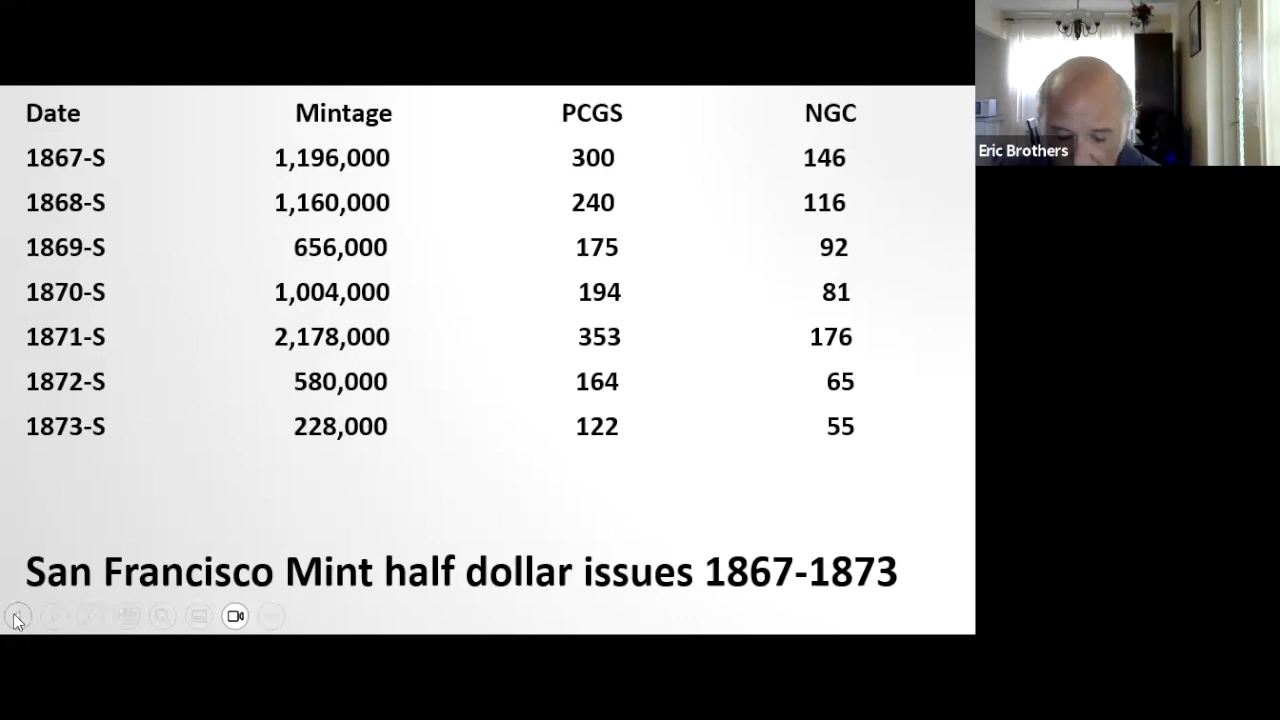 Date Mintage PCGS NGC
1867-S 1,196,000 300 146
1868-S 1,160,000 240 116
1869-S 656,000 175 92
1870-S 1,004,000 194 81
1871-S 2,178,000 353 176
1872-S 580,000 164 65
1873-S 228,000 122 55
San Francisco Mint half dollar issues 1867-1873
Eric Brothers